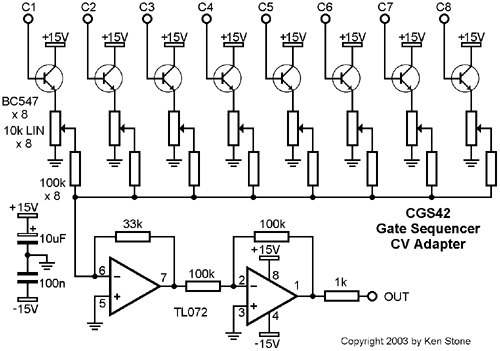 C1 C2 C3 C4 C5 C6 C7 C8
+15V +15V +15V +15V +15V +15V +15V +15V
BC547
x 8
10k LIN
x 8
100k
x 8
CGS42
Gate Sequencer
CV Adapter
+15V
+
10uF
100n
-15V
33k
6
-
7
5
+
100k
TL072
100k
+15V
8
2
-
1
3
+
4
-15V
1k
OUT
Copyright 2003 by Ken Stone